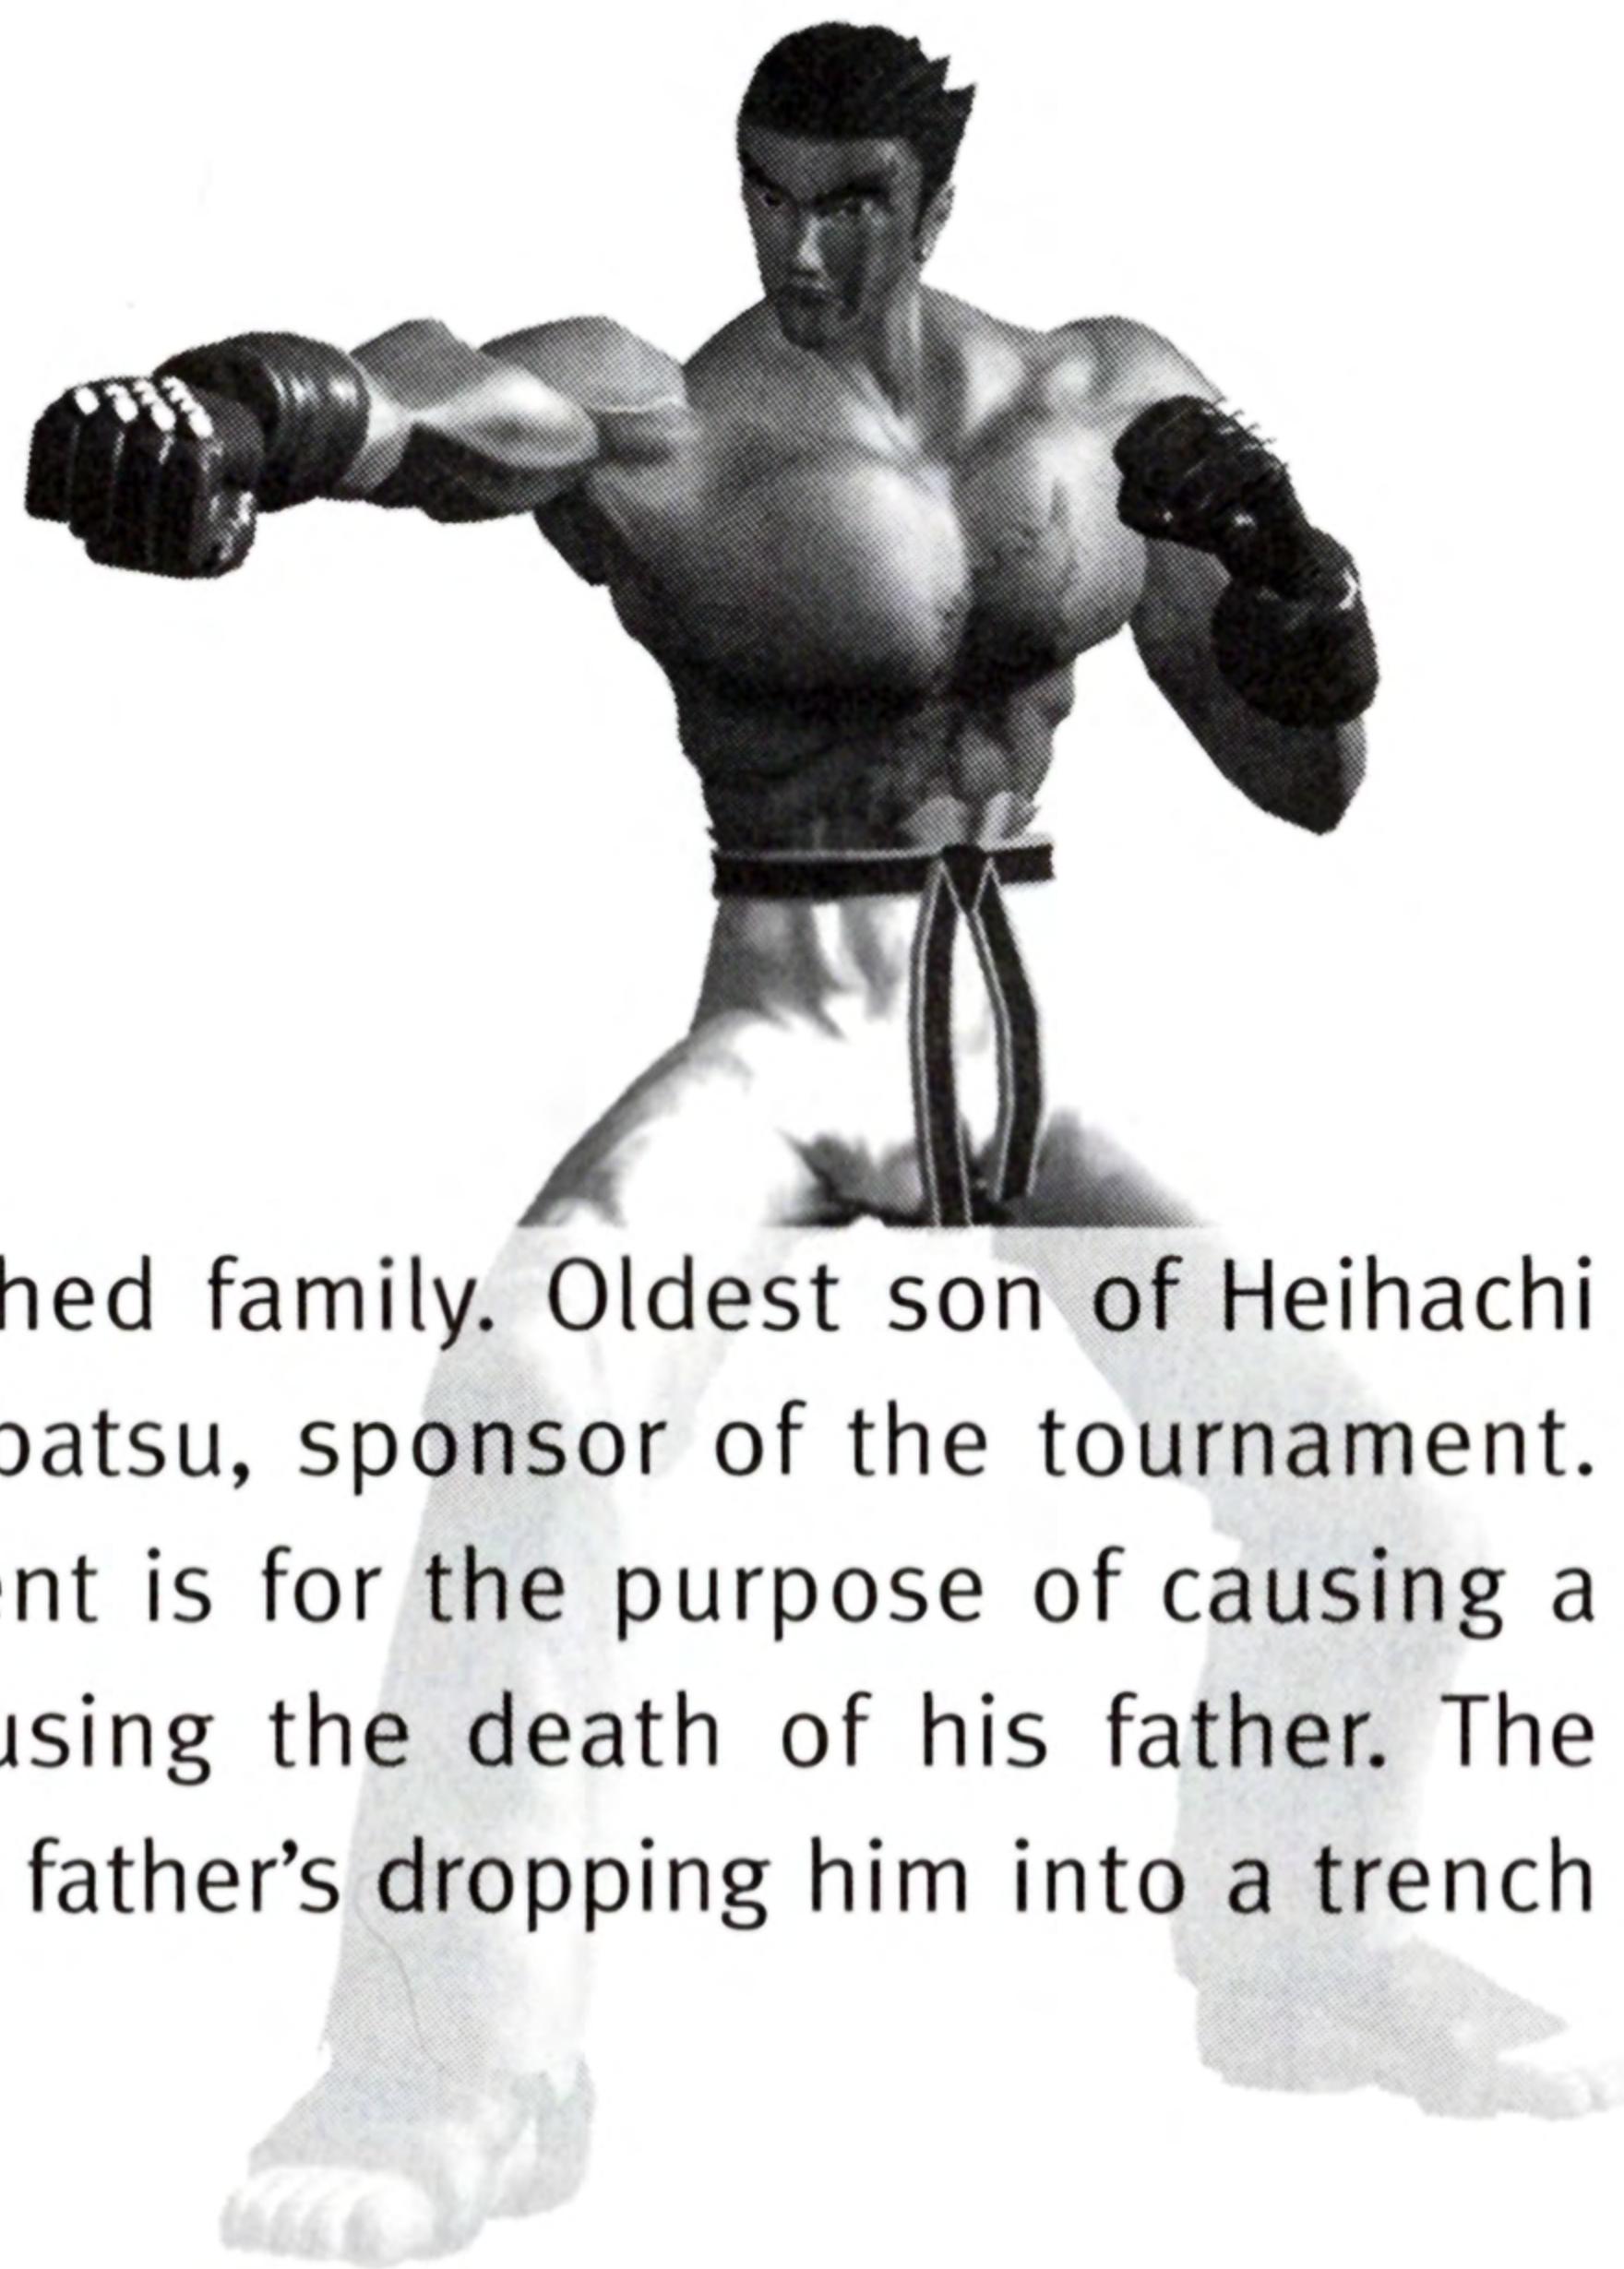 hed family. Oldest son of Heihachi
batsu, sponsor of the tournament.
ent is for the purpose of causing a
using the death of his father. The
father's dropping him into a trench